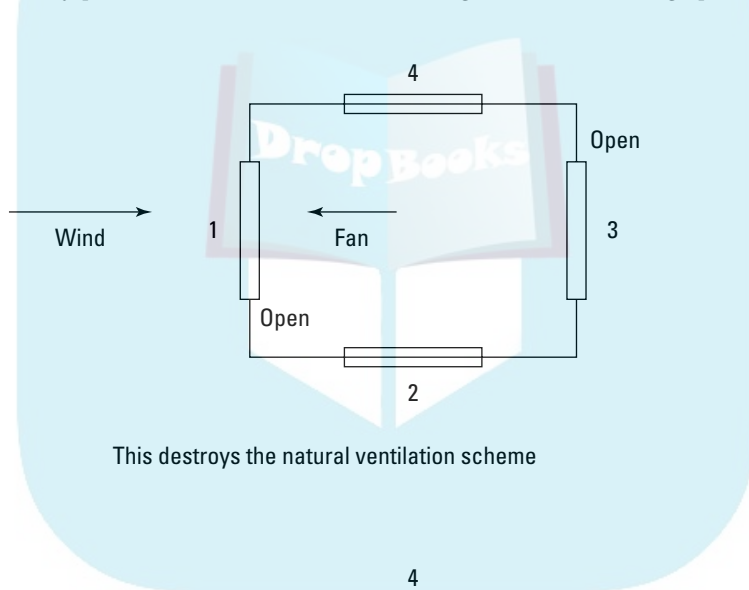 4
DropBooks
Open
Wind
1
Fan
3
Open
2
This destroys the natural ventilation scheme
4